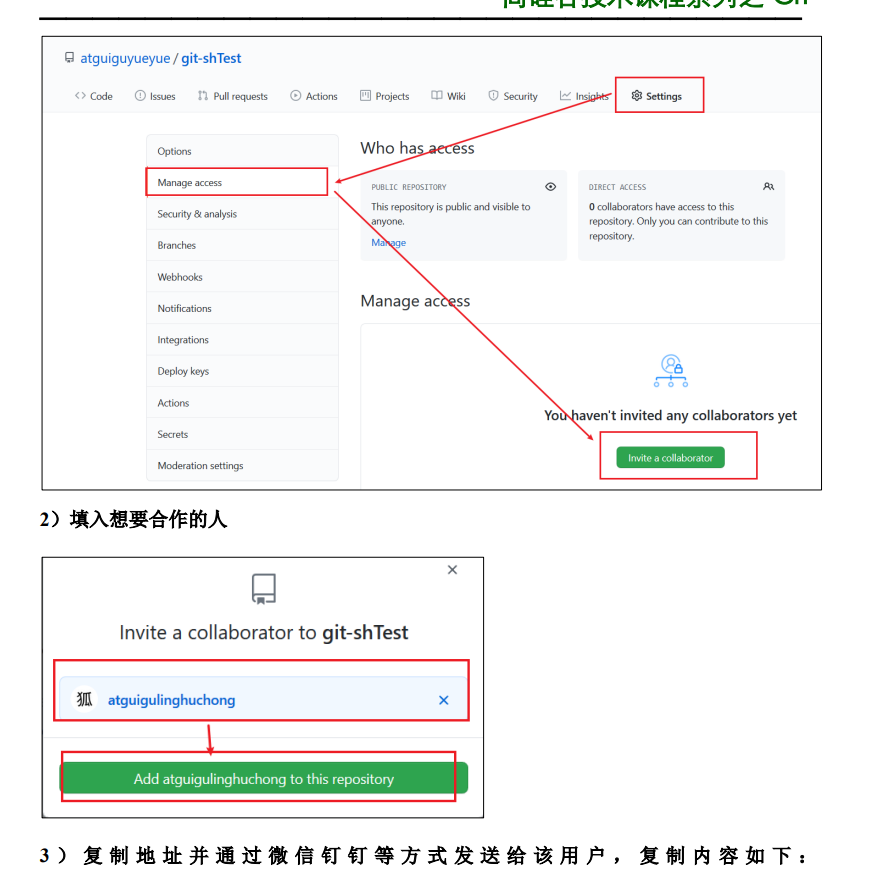 atguiguyueyue / git-shTest
Code Issues Pull requests Actions Projects Wiki Security Insights Settings
Options
Manage access
Security & analysis
Branches
Webhooks
Notifications
Integrations
Deploy keys
Actions
Secrets
Moderation settings
Who has access
PUBLIC REPOSITORY
This repository is public and visible to
anyone.
Manage
DIRECT ACCESS
0 collaborators have access to this
repository. Only you can contribute to this
repository.
Manage access
You haven't invited any collaborators yet
Invite a collaborator
2）填入想要合作的人
Invite a collaborator to git-shTest
狐 atguigulinghuchong
Add atguigulinghuchong to this repository
3）复制地址并通过微信钉钉等方式发送给该用户，复制内容如下：